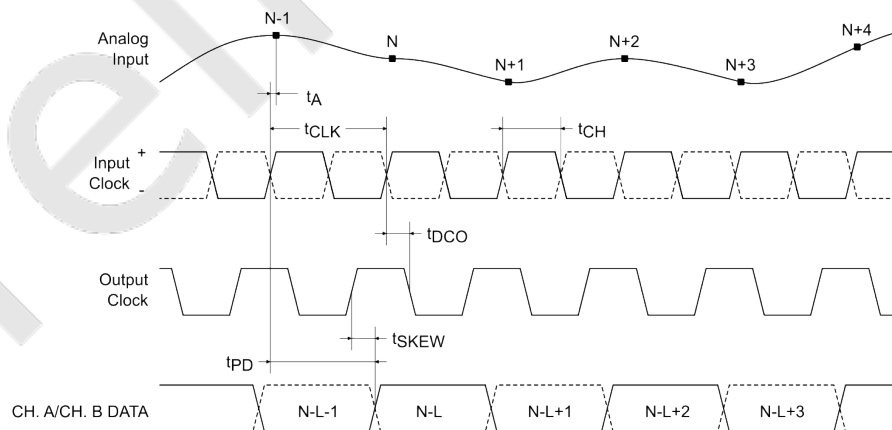 N-1
N
N+1
N+2
N+3
N+4
Analog
Input
tA
tCLK
tCH
Input
Clock
+
-
tDCO
Output
Clock
tSKEW
tPD
CH. A/CH. B DATA
N-L-1
N-L
N-L+1
N-L+2
N-L+3